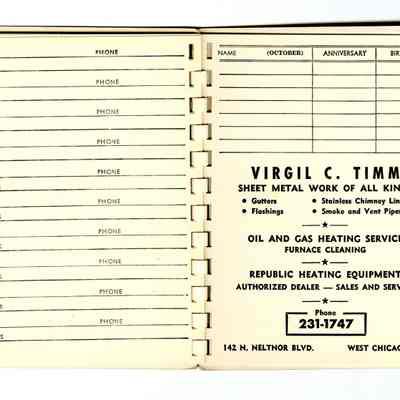 PHONE
PHONE
PHONE
PHONE
PHONE
PHONE
PHONE
PHONE
PHONE
PHONE
NAME (OCTOBER) ANNIVERSARY
VIRGIL C. TIMM
SHEET METAL WORK OF ALL KIN
• Gutters • Stainless Chimney Lin
• Flashings • Smoke and Vent Pipe
OIL AND GAS HEATING SERVIC
FURNACE CLEANING
REPUBLIC HEATING EQUIPMENT
AUTHORIZED DEALER — SALES AND SERV
Phone
231-1747
142 N. NELTNOR BLVD. WEST CHICAG